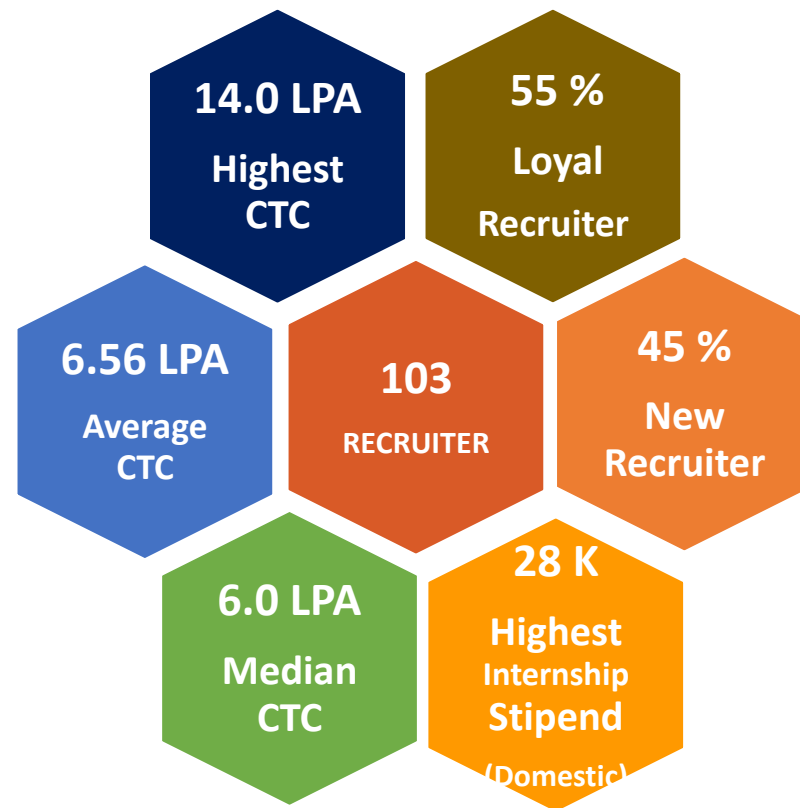 14.0 LPA
Highest
CTC
55 %
Loyal
Recruiter
6.56 LPA
Average
CTC
103
RECRUITER
45 %
New
Recruiter
6.0 LPA
Median
CTC
28 K
Highest
Internship
Stipend
(Domestic)